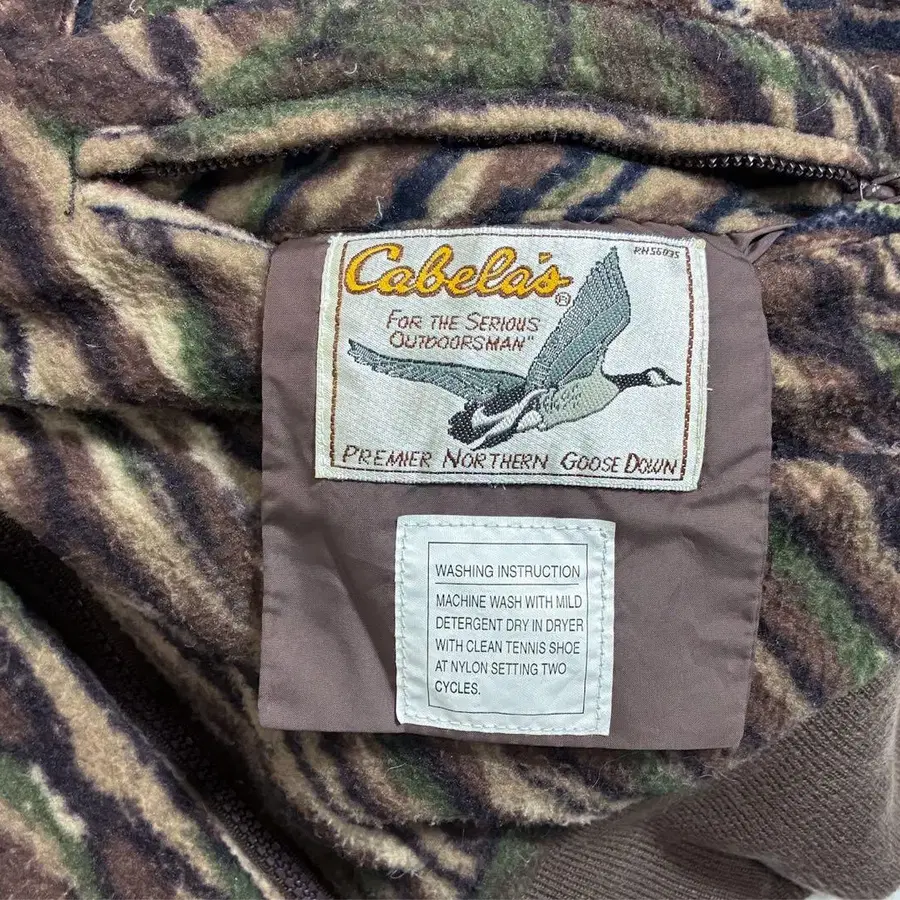 Cabela's®
RN56035
FOR THE SERIOUS
OUTDOORSMAN"
PREMIER NORTHERN GOOSE DOWN
WASHING INSTRUCTION
MACHINE WASH WITH MILD
DETERGENT DRY IN DRYER
WITH CLEAN TENNIS SHOE
AT NYLON SETTING TWO
CYCLES.